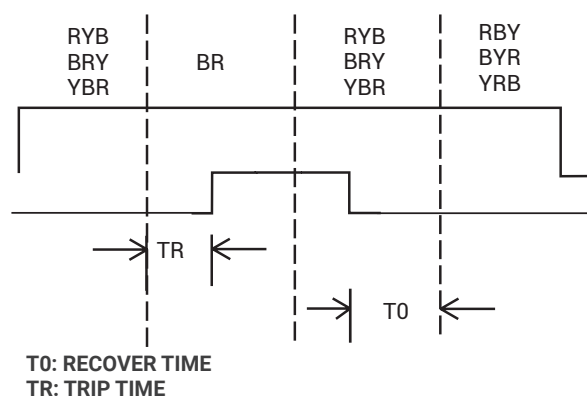 RYB
BRY
YBR
BR
RYB
BRY
YBR
RBY
BYR
YRB
TR
T0
T0: RECOVER TIME
TR: TRIP TIME